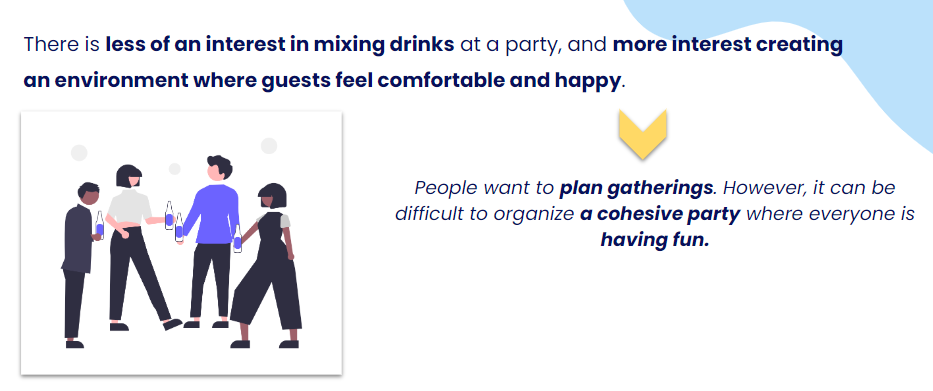 There is less of an interest in mixing drinks at a party, and more interest creating
an environment where guests feel comfortable and happy.
People want to plan gatherings. However, it can be
difficult to organize a cohesive party where everyone is
having fun.